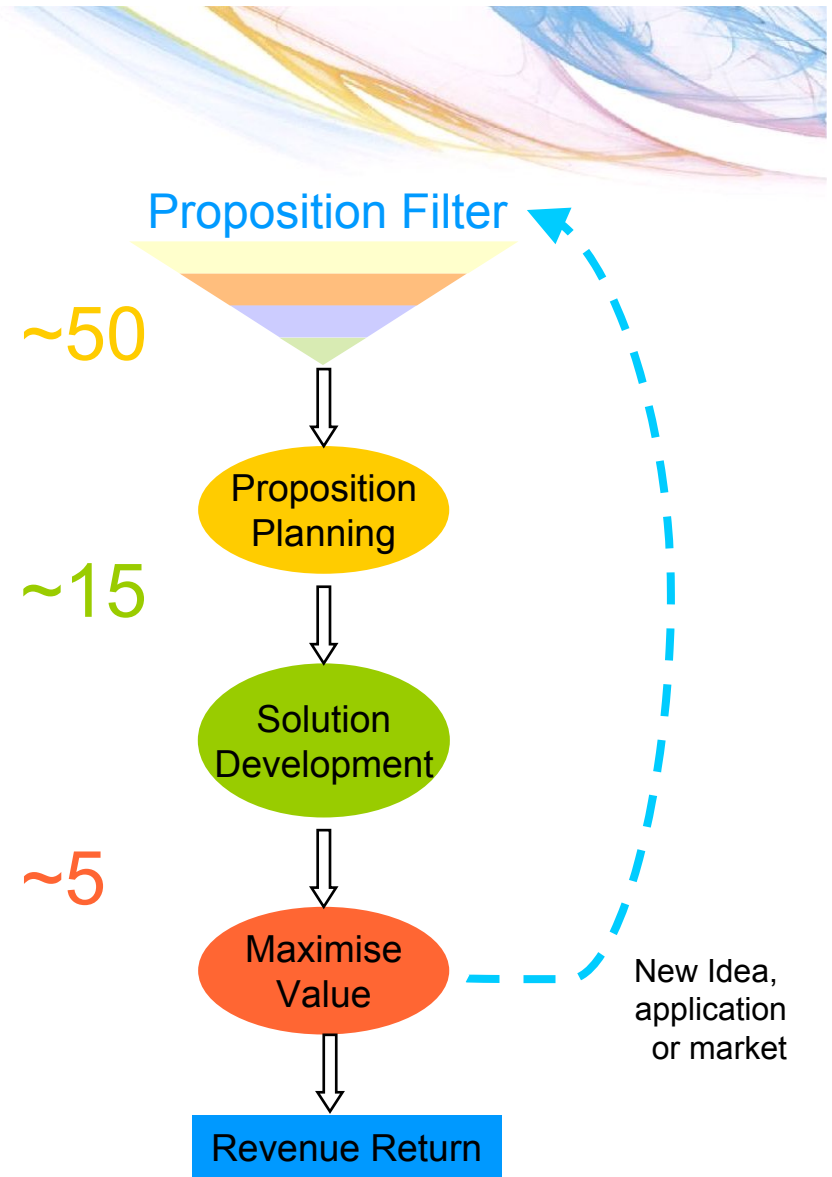 Proposition Filter
~50
Proposition
Planning
~15
Solution
Development
~5
Maximise
Value
New Idea,
application
or market
Revenue Return